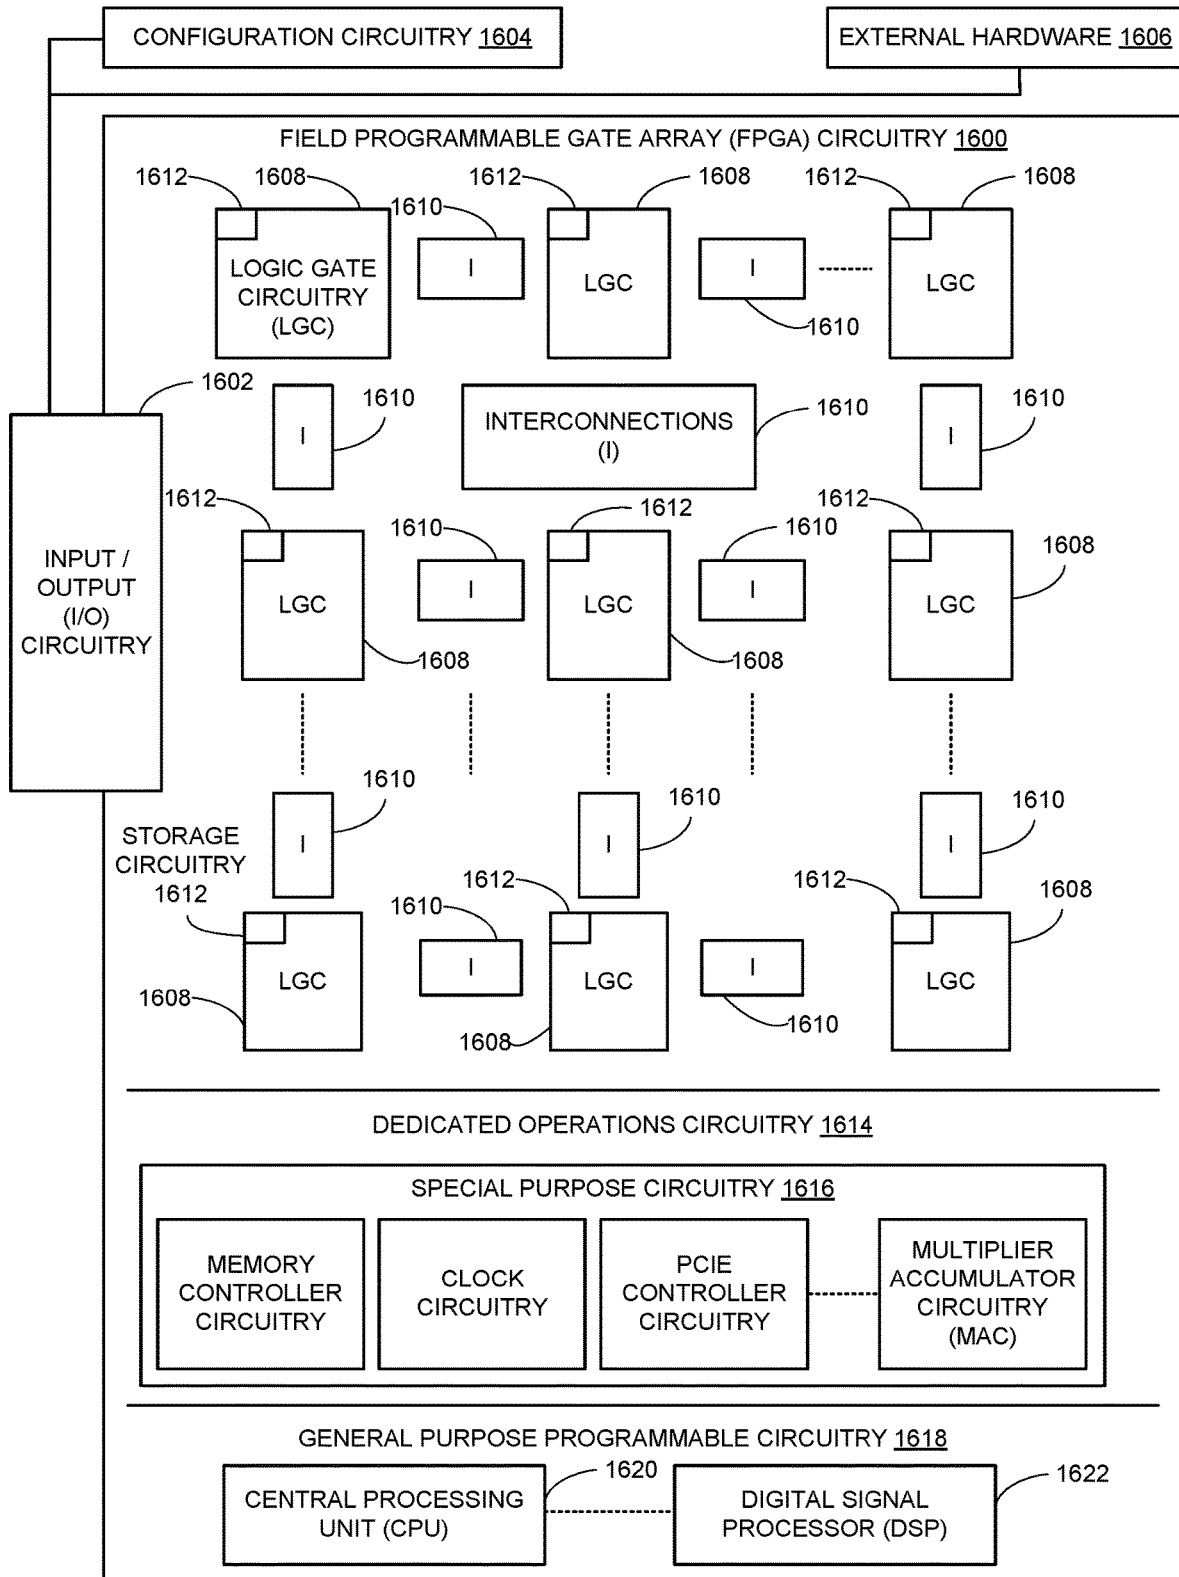 CONFIGURATION CIRCUITRY 1604
EXTERNAL HARDWARE 1606
FIELD PROGRAMMABLE GATE ARRAY (FPGA) CIRCUITRY 1600
1612
1608
1612
1608
1612
1608
1610
LOGIC GATE
CIRCUITRY
(LGC)
I
LGC
I
LGC
1610
1602
1610
INTERCONNECTIONS
(I)
1610
1610
I
I
1612
1610
1612
1610
1612
1608
INPUT /
OUTPUT
(I/O)
CIRCUITRY
LGC
I
LGC
I
LGC
1608
1608
1610
1610
1610
I
I
I
STORAGE
CIRCUITRY
1612
1610
1612
1612
1608
LGC
I
LGC
I
LGC
1608
1608
1610
DEDICATED OPERATIONS CIRCUITRY 1614
SPECIAL PURPOSE CIRCUITRY 1616
MEMORY
CONTROLLER
CIRCUITRY
CLOCK
CIRCUITRY
PCIE
CONTROLLER
CIRCUITRY
MULTIPLIER
ACCUMULATOR
CIRCUITRY
(MAC)
GENERAL PURPOSE PROGRAMMABLE CIRCUITRY 1618
1620
1622
CENTRAL PROCESSING
UNIT (CPU)
DIGITAL SIGNAL
PROCESSOR (DSP)